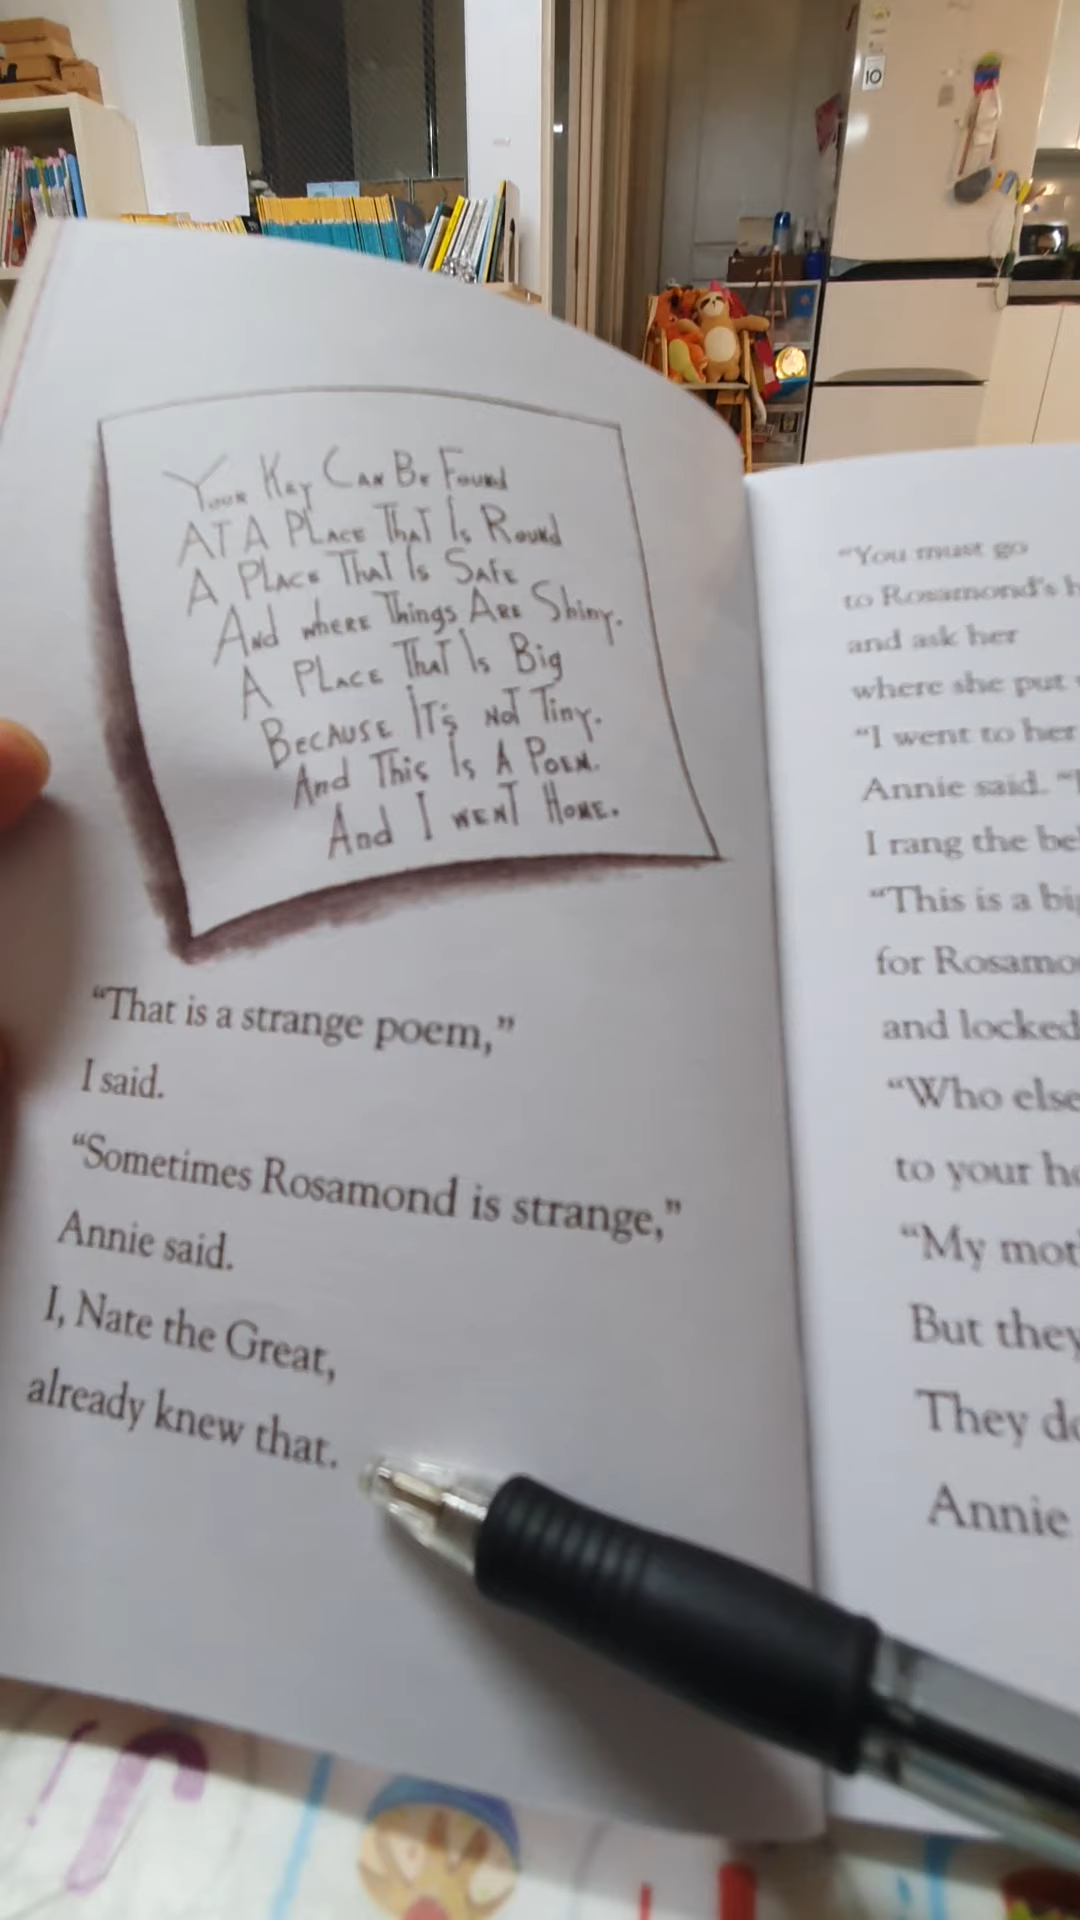 Your Key Can Be Found
At A Place That Is Round
A Place That Is Safe
And where Things Are Shiny.
A Place That Is Big
Because It's Not Tiny.
And This Is A Poem.
And I went Home.
“That is a strange poem,”
I said.
“Sometimes Rosamond is strange,”
Annie said.
I, Nate the Great,
already knew that.
“You must go
to Rosamond's
and ask her
where she put
“I went to her
Annie said.
I rang the
“This is a
for
and locked
“Who else
to your
“My
But they
They
Annie
10